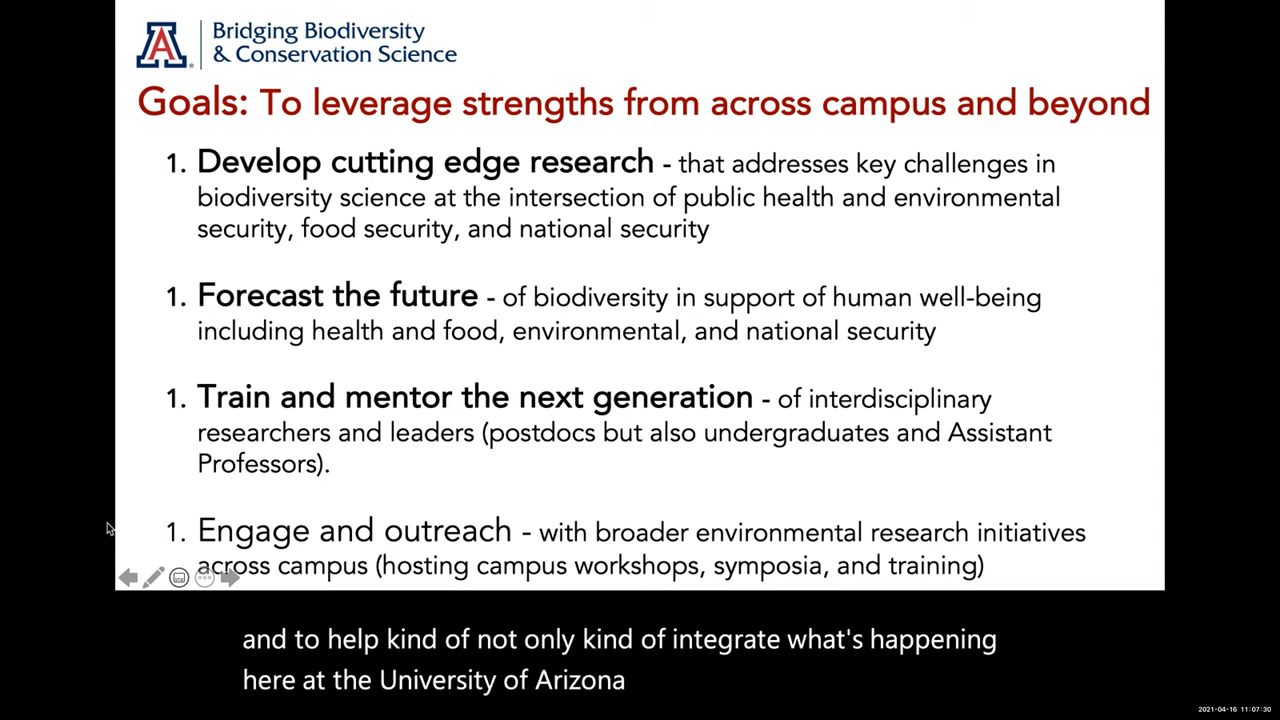 Bridging Biodiversity
& Conservation Science
Goals: To leverage strengths from across campus and beyond
1. Develop cutting edge research - that addresses key challenges in
biodiversity science at the intersection of public health and environmental
security, food security, and national security
1. Forecast the future - of biodiversity in support of human well-being
including health and food, environmental, and national security
1. Train and mentor the next generation - of interdisciplinary
researchers and leaders (postdocs but also undergraduates and Assistant
Professors).
1. Engage and outreach - with broader environmental research initiatives
across campus (hosting campus workshops, symposia, and training)
and to help kind of not only kind of integrate what's happening
here at the University of Arizona
2021-04-16 11:07:30